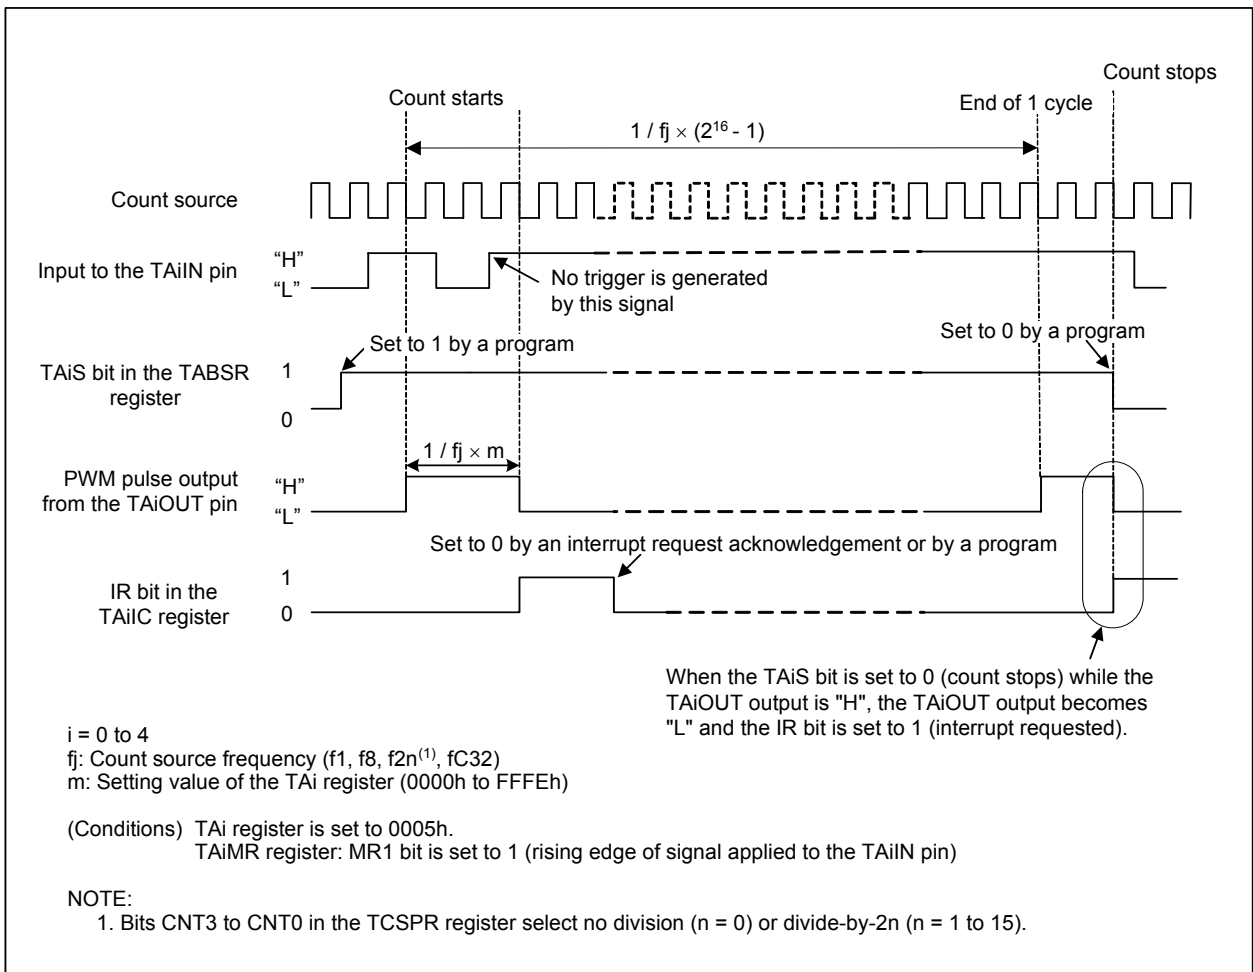 Count stops
Count starts
End of 1 cycle
1 / fj × (2¹⁶ - 1)
Count source
Input to the TAiIN pin
“H”
“L”
No trigger is generated
by this signal
Set to 1 by a program
Set to 0 by a program
TAiS bit in the TABSR
register
1
0
1 / fj × m
PWM pulse output
from the TAiOUT pin
“H”
“L”
Set to 0 by an interrupt request acknowledgement or by a program
IR bit in the
TAiIC register
1
0
When the TAiS bit is set to 0 (count stops) while the
TAiOUT output is "H", the TAiOUT output becomes
"L" and the IR bit is set to 1 (interrupt requested).
i = 0 to 4
fj: Count source frequency (f1, f8, f2n⁽¹⁾, fC32)
m: Setting value of the TAi register (0000h to FFFEh)
(Conditions) TAi register is set to 0005h.
TAiMR register: MR1 bit is set to 1 (rising edge of signal applied to the TAiIN pin)
NOTE:
1. Bits CNT3 to CNT0 in the TCSPR register select no division (n = 0) or divide-by-2n (n = 1 to 15).